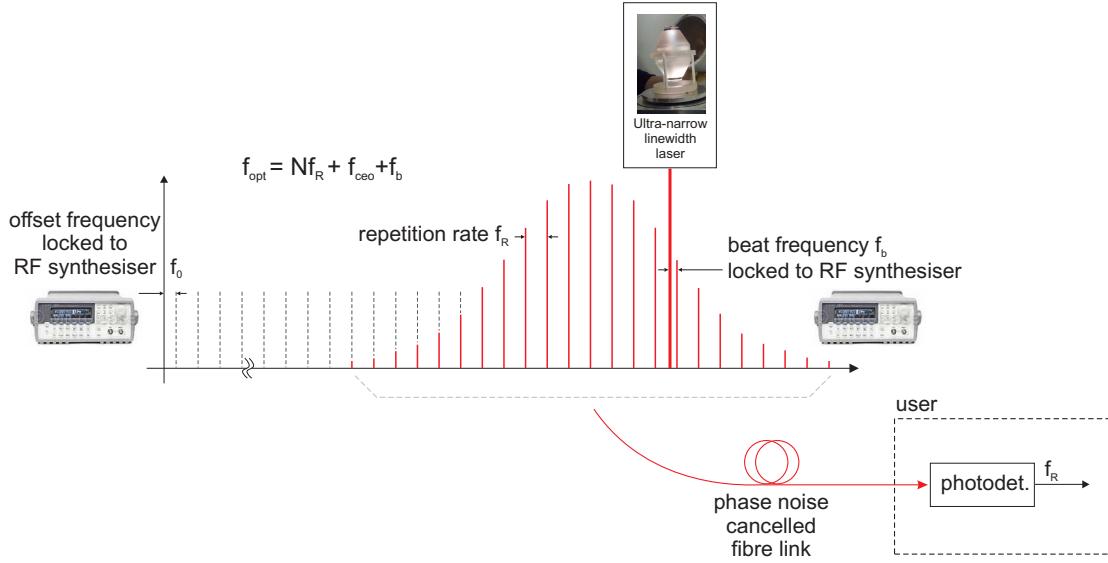 Ultra-narrow
linewidth
laser
f_opt = Nf_R + f_ceo +f_b
offset frequency
locked to
RF synthesiser
f_0
repetition rate f_R
beat frequency f_b
locked to RF synthesiser
user
photodet.
f_R
phase noise
cancelled
fibre link